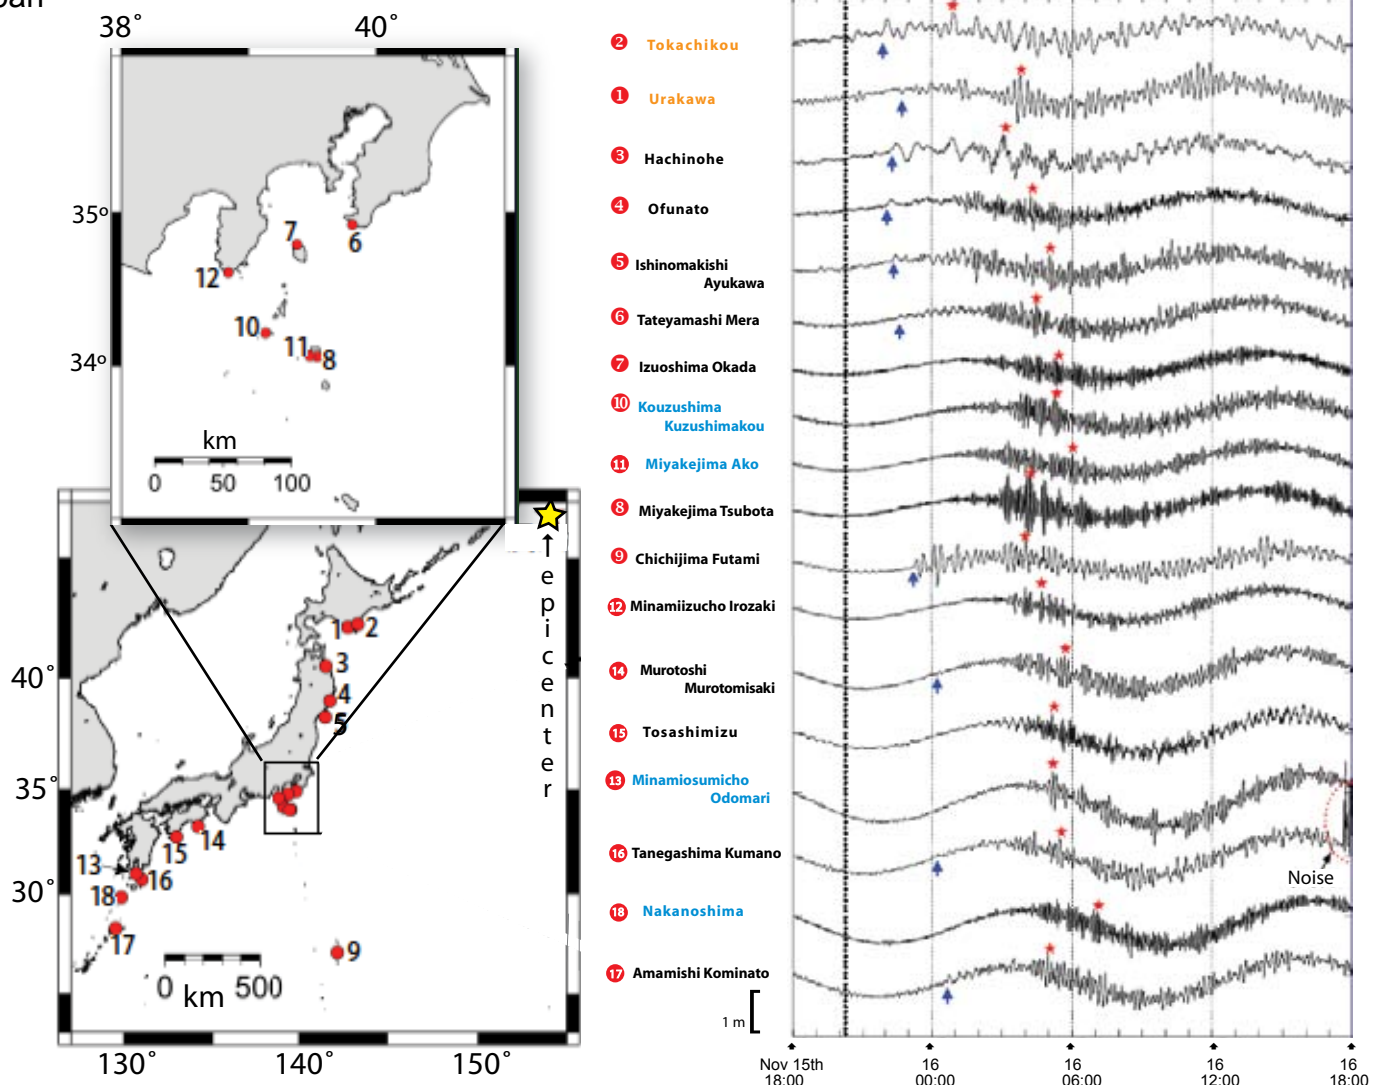 38˚
40˚
35º
34º
7
6
12
10
11
8
km
0 50 100
epicenter
1
2
3
4
5
40˚
35˚
30˚
14
15
13
16
18
17
9
0 km 500
130˚ 140˚ 150˚
2 Tokachikou
1 Urakawa
3 Hachinohe
4 Ofunato
5 Ishinomakishi
Ayukawa
6 Tateyamashi Mera
7 Izuoshima Okada
10 Kouzushima
Kuzushimakou
11 Miyakejima Ako
8 Miyakejima Tsubota
9 Chichijima Futami
12 Minamiizucho Irozaki
14 Murotoshi
Murotomisaki
15 Tosashimizu
13 Minamiosumicho
Odomari
16 Tanegashima Kumano
Noise
18 Nakanoshima
17 Amamishi Kominato
1 m
Nov 15th 16 16 16 16
18:00 00:00 06:00 12:00 18:00